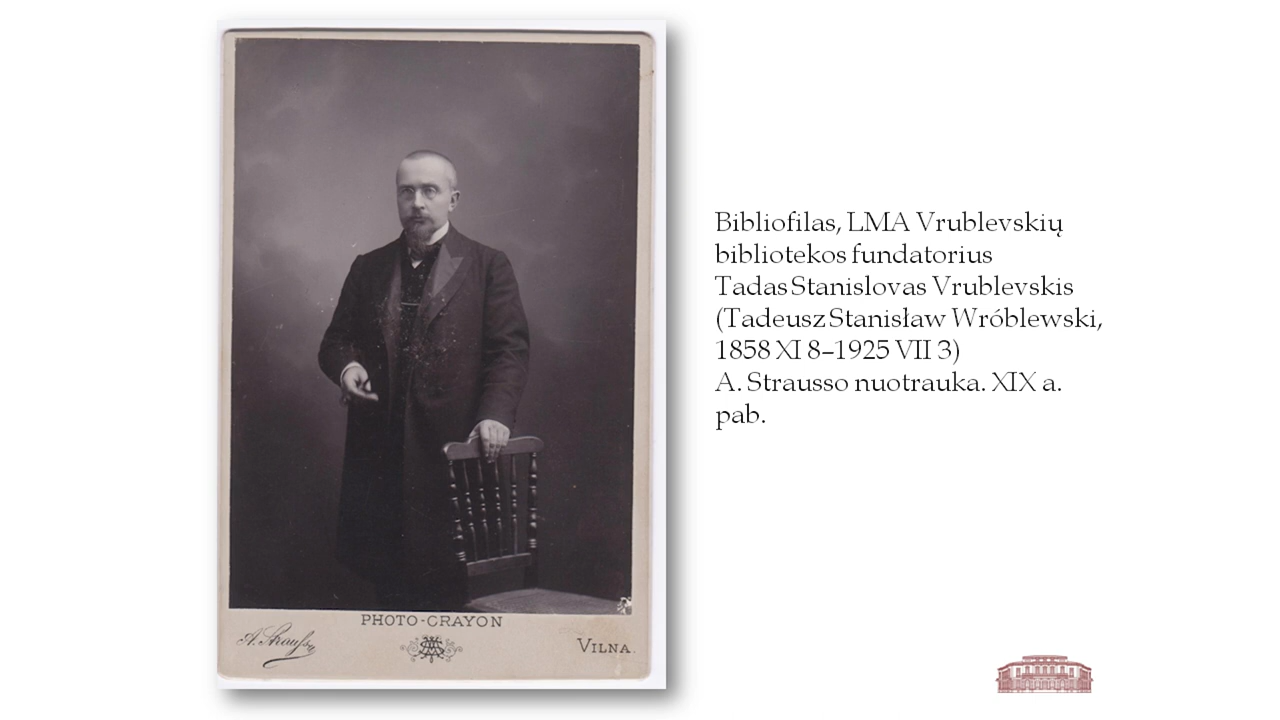 Bibliofilas, LMA Vrublevskių
bibliotekos fundatorius
Tadas Stanislovas Vrublevskis
(Tadeusz Stanisław Wróblewski,
1858 XI 8–1925 VII 3)
A. Strausso nuotrauka. XIX a.
pab.
PHOTO-CRAYON
A. Strauss
VILNA.